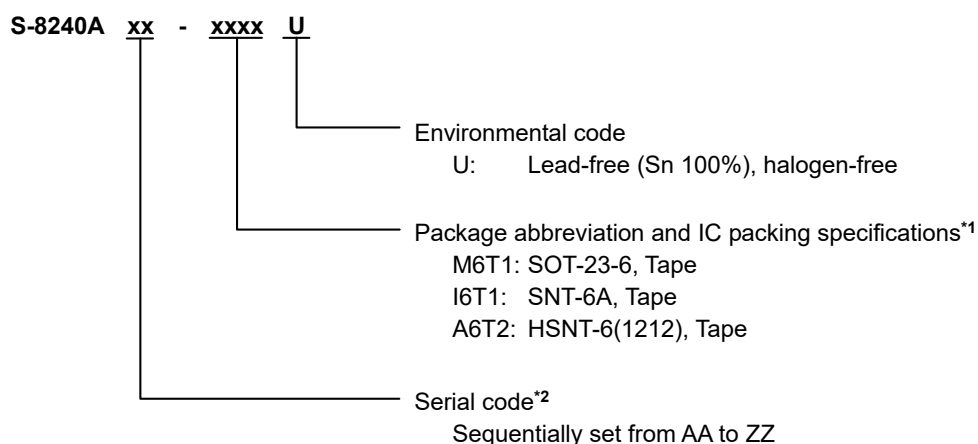 S-8240A xx - xxxx U
Environmental code
U: Lead-free (Sn 100%), halogen-free
Package abbreviation and IC packing specifications*1
M6T1: SOT-23-6, Tape
I6T1: SNT-6A, Tape
A6T2: HSNT-6(1212), Tape
Serial code*2
Sequentially set from AA to ZZ